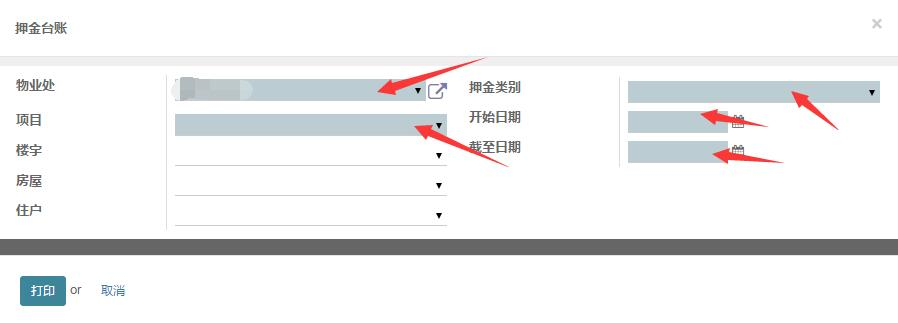 押金台账
×
物业处
项目
楼宇
房屋
住户
押金类别
开始日期
截至日期
打印 or 取消